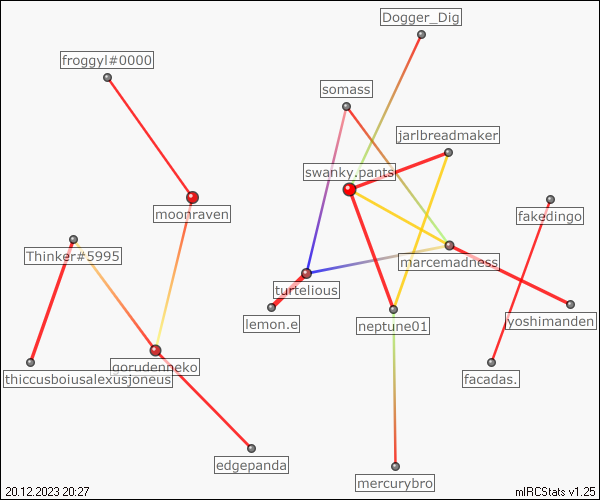 Dogger_Dig
froggyl#0000
somass
jarlbreadmaker
swanky.pants
moonraven
fakedingo
Thinker#5995
marcemadness
turtelious
lemon.e
neptune01
yoshimanden
gorudenneko
thiccusboiusalexusjoneus
facadas.
edgepanda
mercurybro
20.12.2023 20:27
mIRCStats v1.25